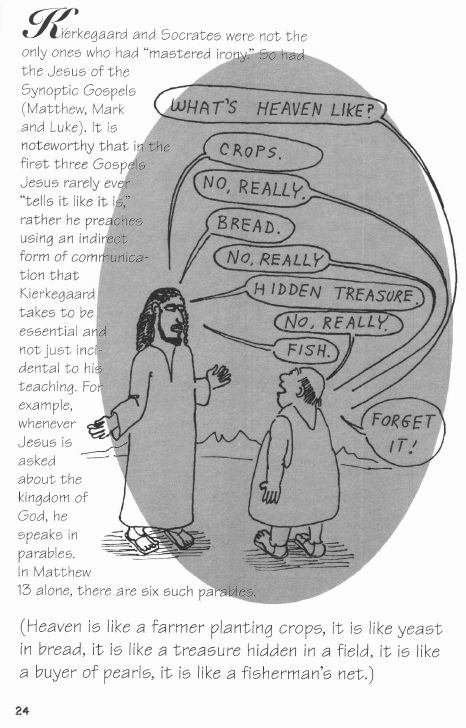 Kierkegaard and Socrates were not the
only ones who had “mastered irony.” So had
the Jesus of the
Synoptic Gospels
(Matthew, Mark
and Luke). It is
noteworthy that in the
first three Gospels
Jesus rarely ever
“tells it like it is,”
rather he preaches
using an indirect
form of communica-
tion that
Kierkegaard
takes to be
essential and
not just inci-
dental to his
teaching. For
example,
whenever
Jesus is
asked
about the
kingdom of
God, he
speaks in
parables.
In Matthew
13 alone, there are six such parables.
WHAT'S HEAVEN LIKE?
CROPS.
NO, REALLY.
BREAD.
NO, REALLY
HIDDEN TREASURE.
NO, REALLY.
FISH.
FORGET
IT!
(Heaven is like a farmer planting crops, it is like yeast
in bread, it is like a treasure hidden in a field, it is like
a buyer of pearls, it is like a fisherman's net.)
24